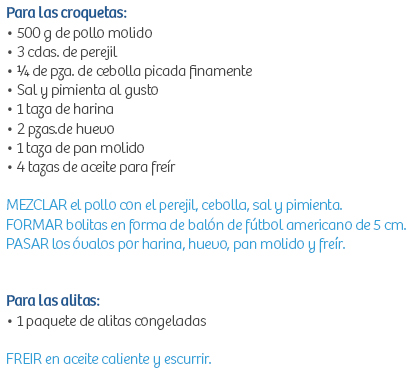 Para las croquetas:
• 500 g de pollo molido
• 3 cdas. de perejil
• ¼ de pza. de cebolla picada finamente
• Sal y pimienta al gusto
• 1 taza de harina
• 2 pzas.de huevo
• 1 taza de pan molido
• 4 tazas de aceite para freír
MEZCLAR el pollo con el perejil, cebolla, sal y pimienta.
FORMAR bolitas en forma de balón de fútbol americano de 5 cm.
PASAR los óvalos por harina, huevo, pan molido y freír.
Para las alitas:
• 1 paquete de alitas congeladas
FREIR en aceite caliente y escurrir.